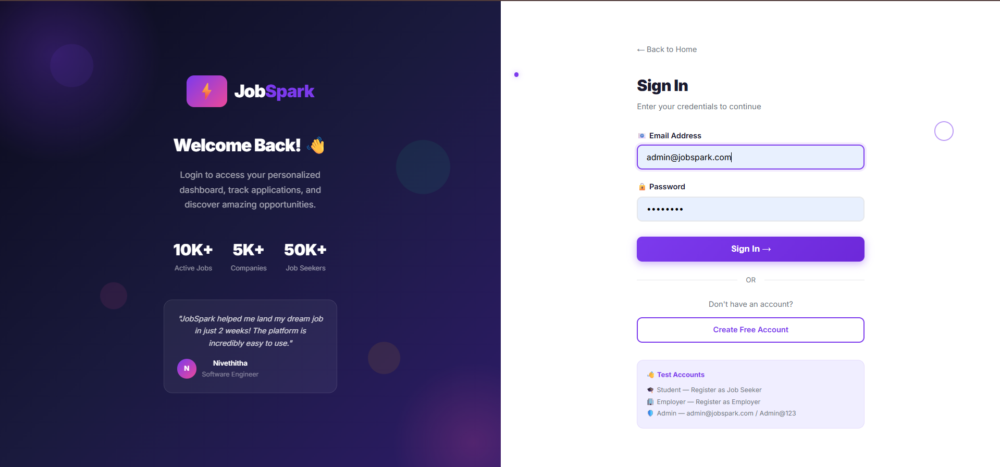 JobSpark
Welcome Back! 👋
Login to access your personalized
dashboard, track applications, and
discover amazing opportunities.
10K+ 5K+ 50K+
Active Jobs Companies Job Seekers
"JobSpark helped me land my dream job
in just 2 weeks! The platform is
incredibly easy to use."
N
Nivethitha
Software Engineer
← Back to Home
Sign In
Enter your credentials to continue
📧 Email Address
admin@jobspark.com
🔒 Password
••••••••
Sign In →
OR
Don't have an account?
Create Free Account
👋 Test Accounts
🎓 Student — Register as Job Seeker
🏢 Employer — Register as Employer
🛡️ Admin — admin@jobspark.com / Admin@123